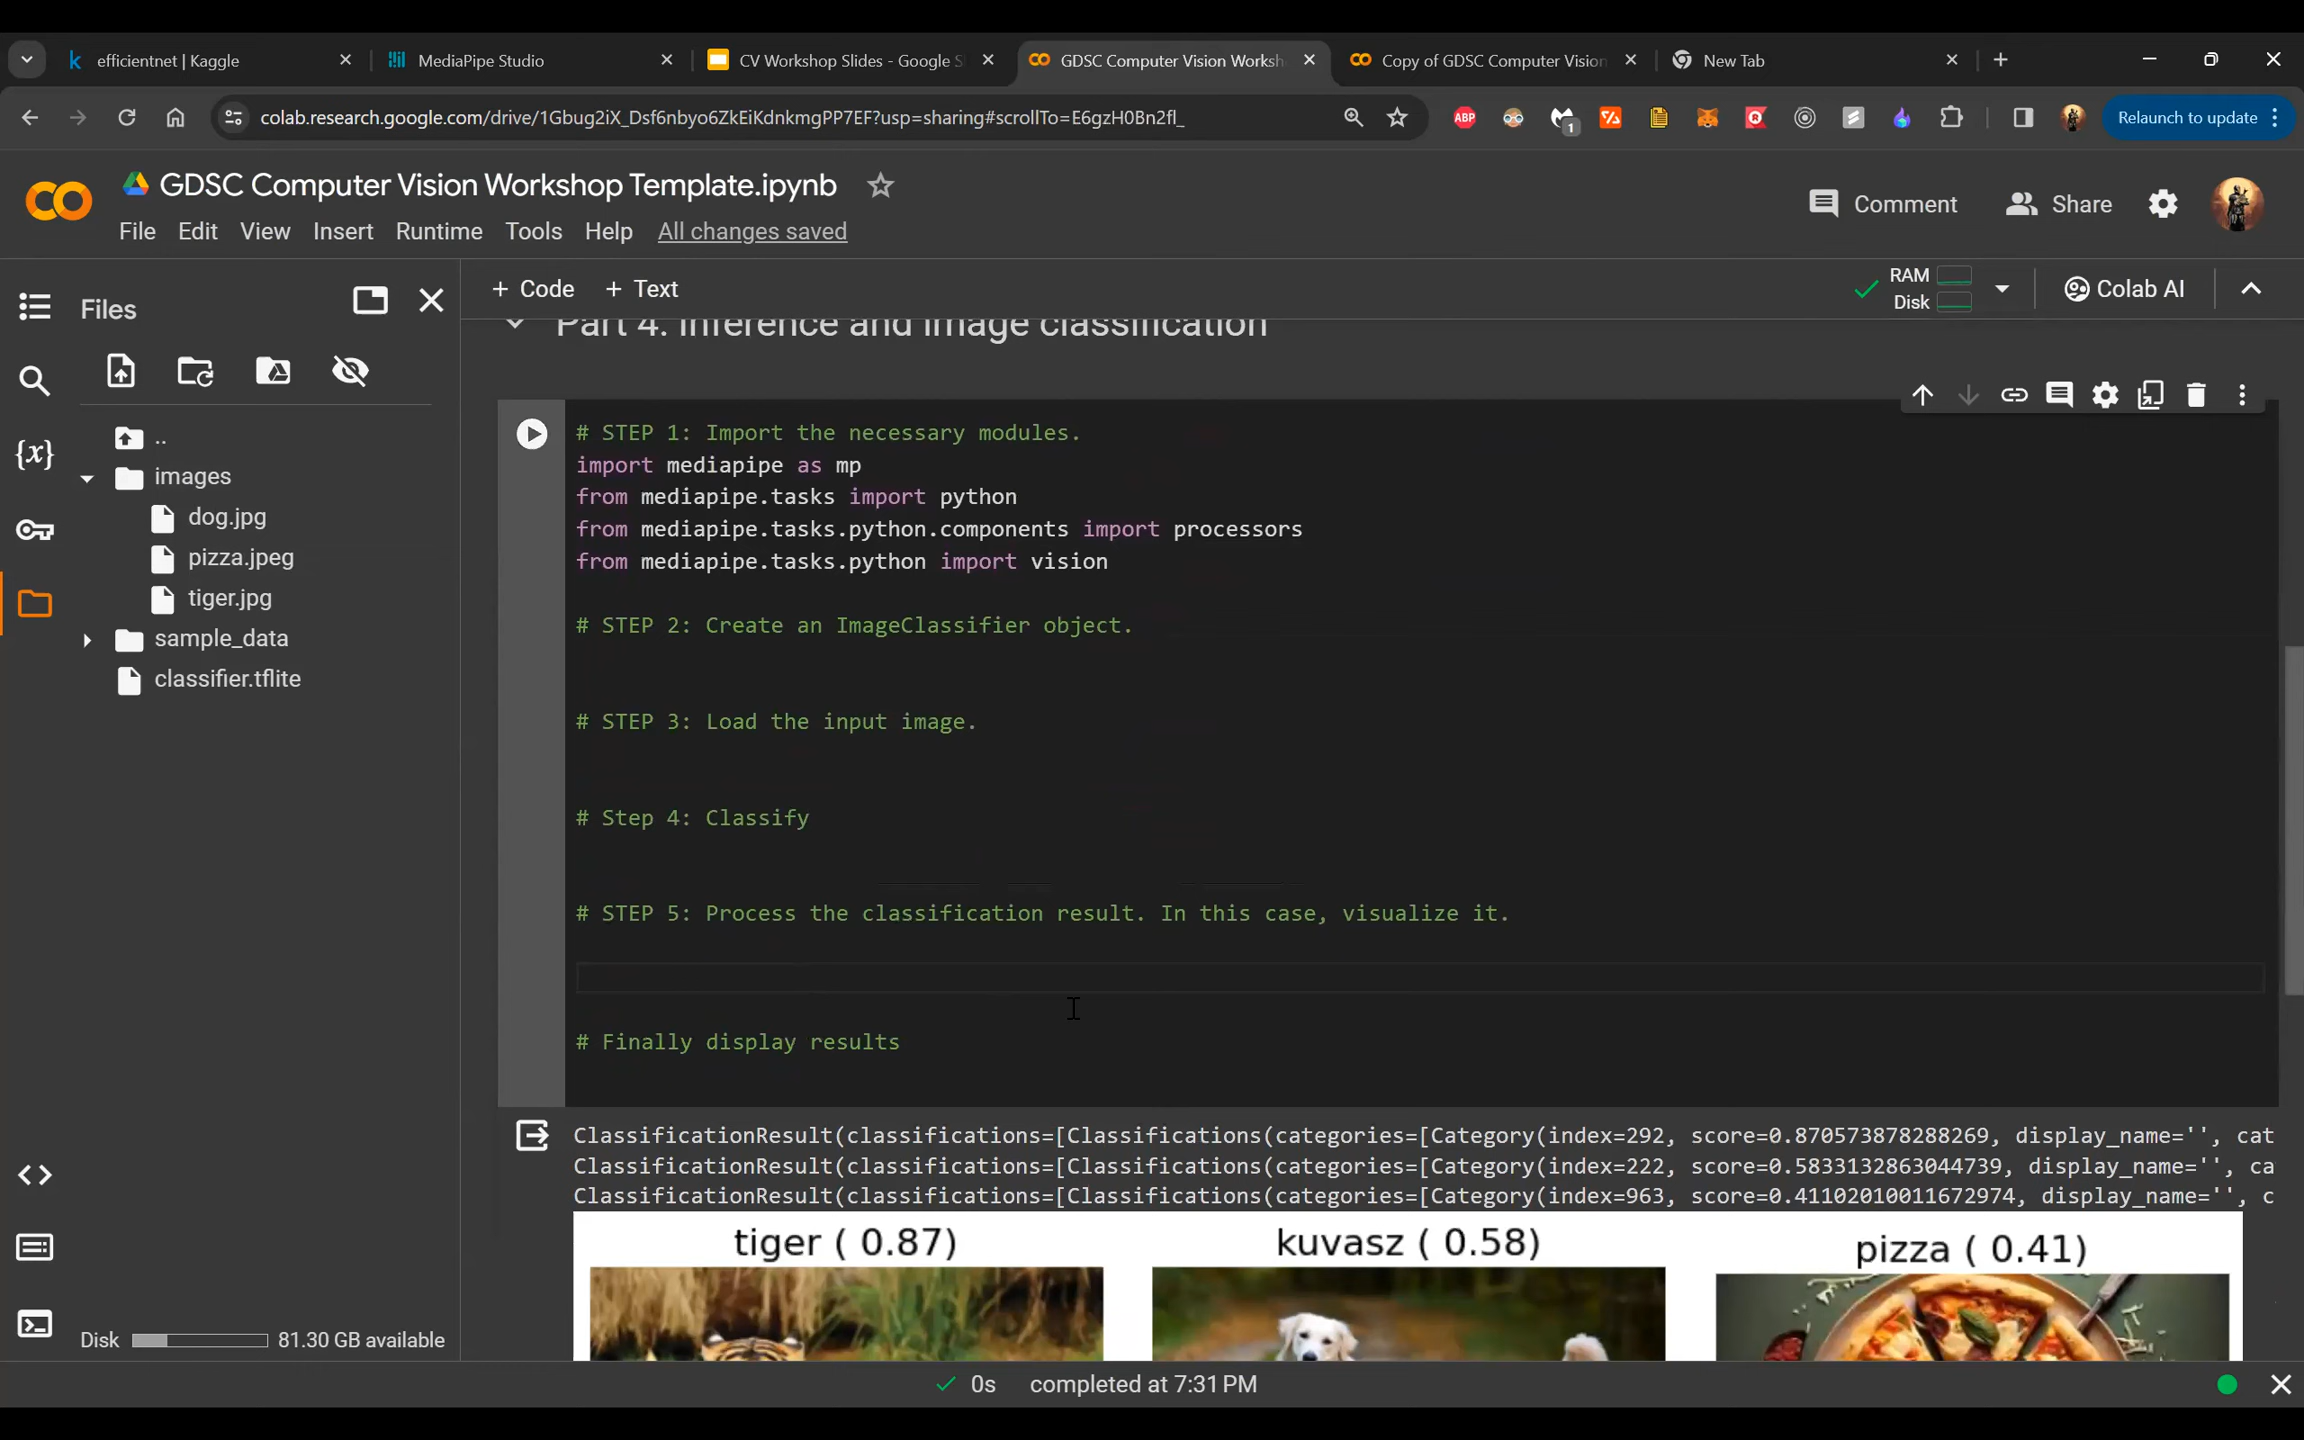 efficientnet | Kaggle
MediaPipe Studio
CV Workshop Slides - Google S
GDSC Computer Vision Worksh
Copy of GDSC Computer Vision
New Tab
colab.research.google.com/drive/1Gbug2iX_Dsf6nbyo6ZkEiKdnkmgPP7EF?usp=sharing#scrollTo=E6gzH0Bn2fl_
ABP
1
Relaunch to update
GDSC Computer Vision Workshop Template.ipynb
File Edit View Insert Runtime Tools Help All changes saved
Comment
Share
Files
+ Code + Text
RAM
Disk
Colab AI
Part 4. Inference and image classification
..
images
dog.jpg
pizza.jpeg
tiger.jpg
sample_data
classifier.tflite
{x}
# STEP 1: Import the necessary modules.
import mediapipe as mp
from mediapipe.tasks import python
from mediapipe.tasks.python.components import processors
from mediapipe.tasks.python import vision
# STEP 2: Create an ImageClassifier object.
# STEP 3: Load the input image.
# Step 4: Classify
# STEP 5: Process the classification result. In this case, visualize it.
# Finally display results
ClassificationResult(classifications=[Classifications(categories=[Category(index=292, score=0.870573878288269, display_name='', cat
ClassificationResult(classifications=[Classifications(categories=[Category(index=222, score=0.5833132863044739, display_name='', ca
ClassificationResult(classifications=[Classifications(categories=[Category(index=963, score=0.41102010011672974, display_name='', c
tiger ( 0.87)
kuvasz ( 0.58)
pizza ( 0.41)
Disk
81.30 GB available
0s completed at 7:31 PM